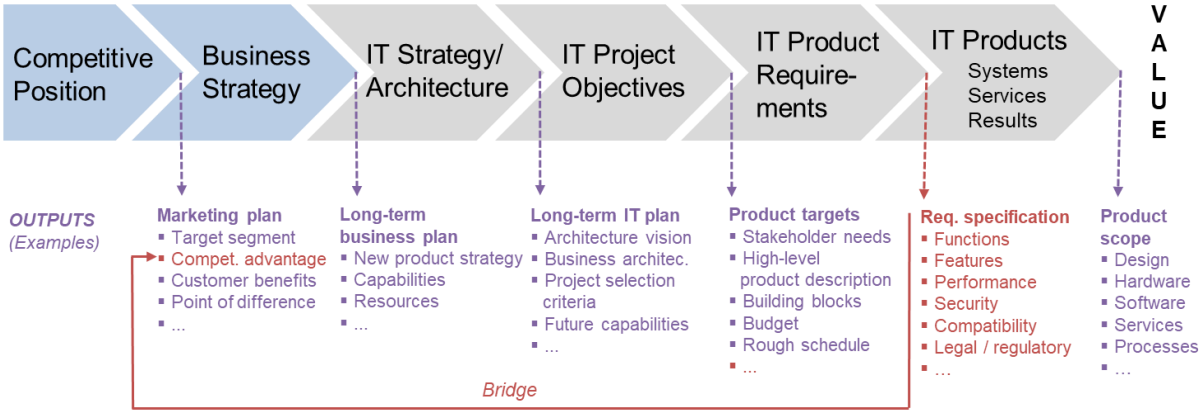 Competitive
Position
Business
Strategy
IT Strategy/
Architecture
IT Project
Objectives
IT Product
Require-
ments
IT Products
Systems
Services
Results
V
A
L
U
E
OUTPUTS
(Examples)
Marketing plan
▪ Target segment
▪ Compet. advantage
▪ Customer benefits
▪ Point of difference
▪ ...
Long-term
business plan
▪ New product strategy
▪ Capabilities
▪ Resources
▪ ...
Long-term IT plan
▪ Architecture vision
▪ Business architec.
▪ Project selection
criteria
▪ Future capabilities
▪ ...
Product targets
▪ Stakeholder needs
▪ High-level
product description
▪ Building blocks
▪ Budget
▪ Rough schedule
▪ ...
Req. specification
▪ Functions
▪ Features
▪ Performance
▪ Security
▪ Compatibility
▪ Legal / regulatory
▪ ...
Product
scope
▪ Design
▪ Hardware
▪ Software
▪ Services
▪ Processes
▪ ...
Bridge